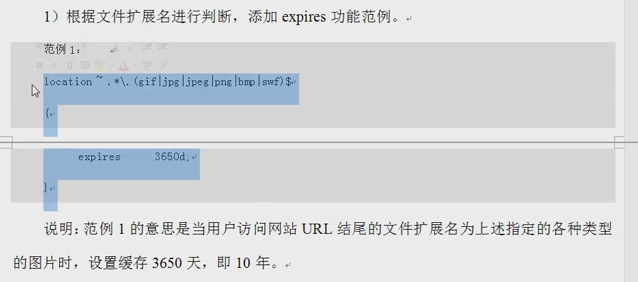 1）根据文件扩展名进行判断，添加 expires 功能范例。
范例 1：
location ~ .*\.(gif|jpg|jpeg|png|bmp|swf)$
{
expires 3650d;
}
说明：范例 1 的意思是当用户访问网站 URL 结尾的文件扩展名为上述指定的各种类型
的图片时，设置缓存 3650 天，即 10 年。